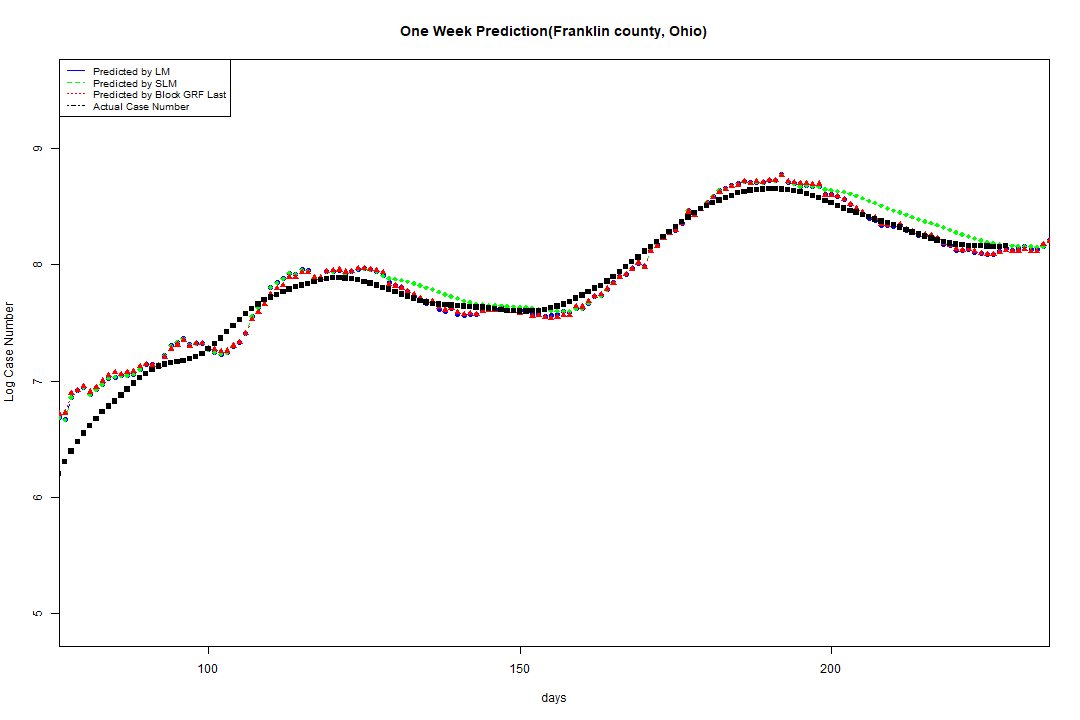 One Week Prediction(Franklin county, Ohio)
Predicted by LM
Predicted by SLM
Predicted by Block GRF Last
Actual Case Number
9
8
7
6
5
Log Case Number
100 150 200
days